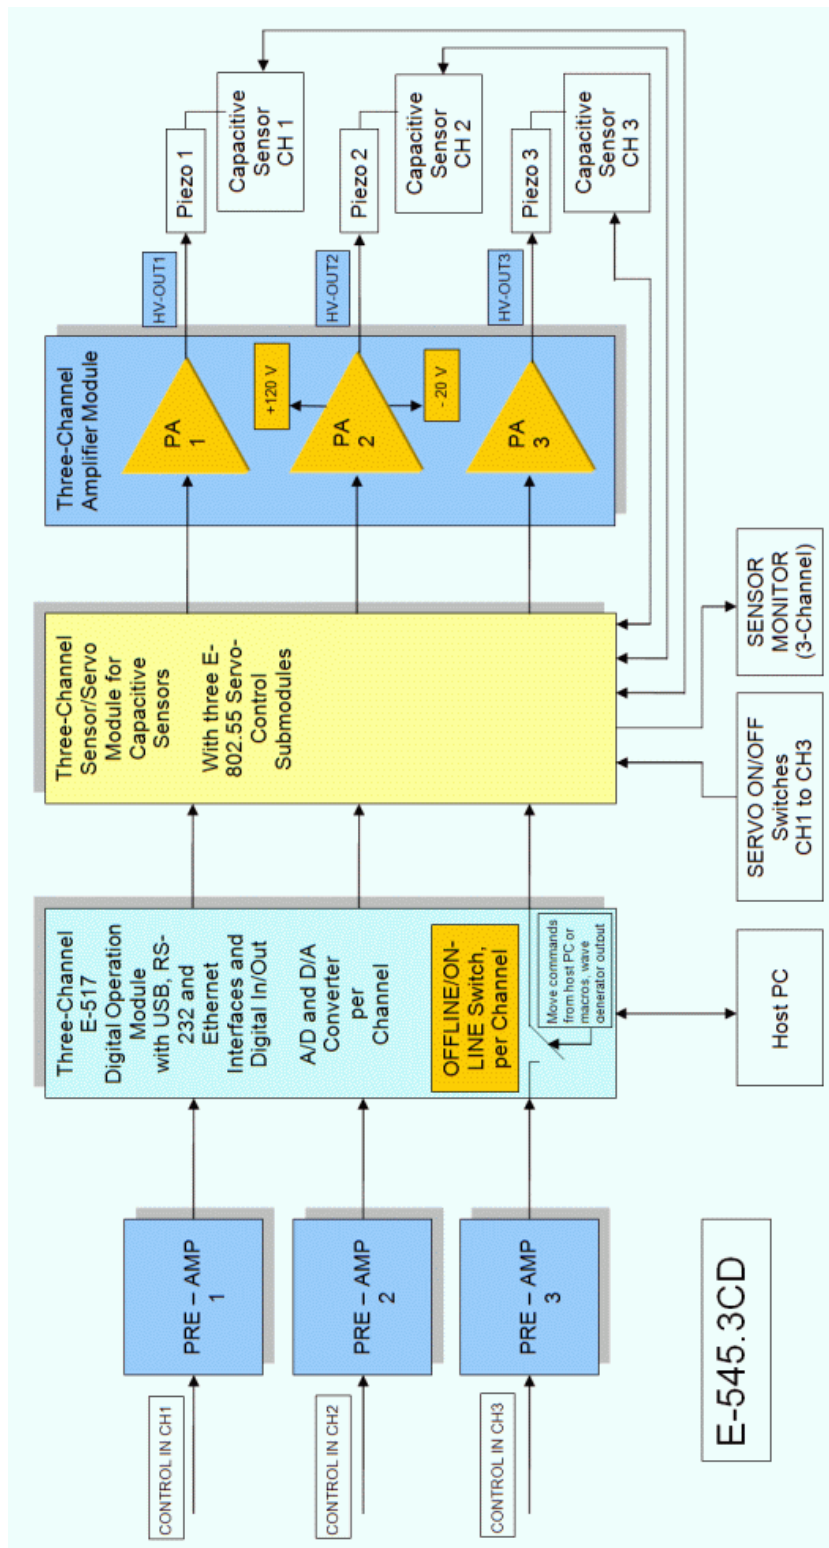 CONTROL IN CH1
CONTROL IN CH2
CONTROL IN CH3
PRE – AMP
1
PRE – AMP
2
PRE – AMP
3
Three-Channel
E-517
Digital Operation
Module
with USB, RS-
232 and
Ethernet
Interfaces and
Digital In/Out
A/D and D/A
Converter
per
Channel
OFFLINE/ON-
LINE Switch,
per Channel
Move commands
from host PC or
macros, wave
generator output
Host PC
Three-Channel
Sensor/Servo
Module for
Capacitive
Sensors
With three E-
802.55 Servo-
Control
Submodules
SERVO ON/OFF
Switches
CH1 to CH3
SENSOR
MONITOR
(3-Channel)
Three-Channel
Amplifier Module
PA
1
+120 V
PA
2
- 20 V
PA
3
HV-OUT1
HV-OUT2
HV-OUT3
Piezo 1
Capacitive
Sensor
CH 1
Piezo 2
Capacitive
Sensor
CH 2
Piezo 3
Capacitive
Sensor
CH 3
E-545.3CD